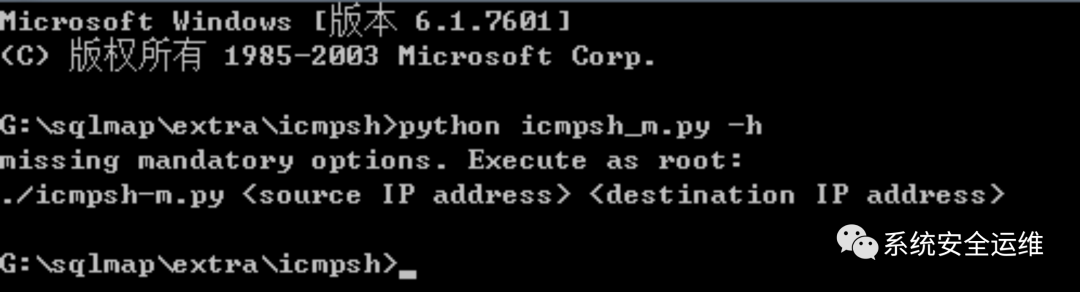 Microsoft Windows [版本 6.1.7601]
(C) 版权所有 1985-2003 Microsoft Corp.
G:\sqlmap\extra\icmpsh>python icmpsh_m.py -h
missing mandatory options. Execute as root:
./icmpsh-m.py <source IP address> <destination IP address>
G:\sqlmap\extra\icmpsh>_
系统安全运维